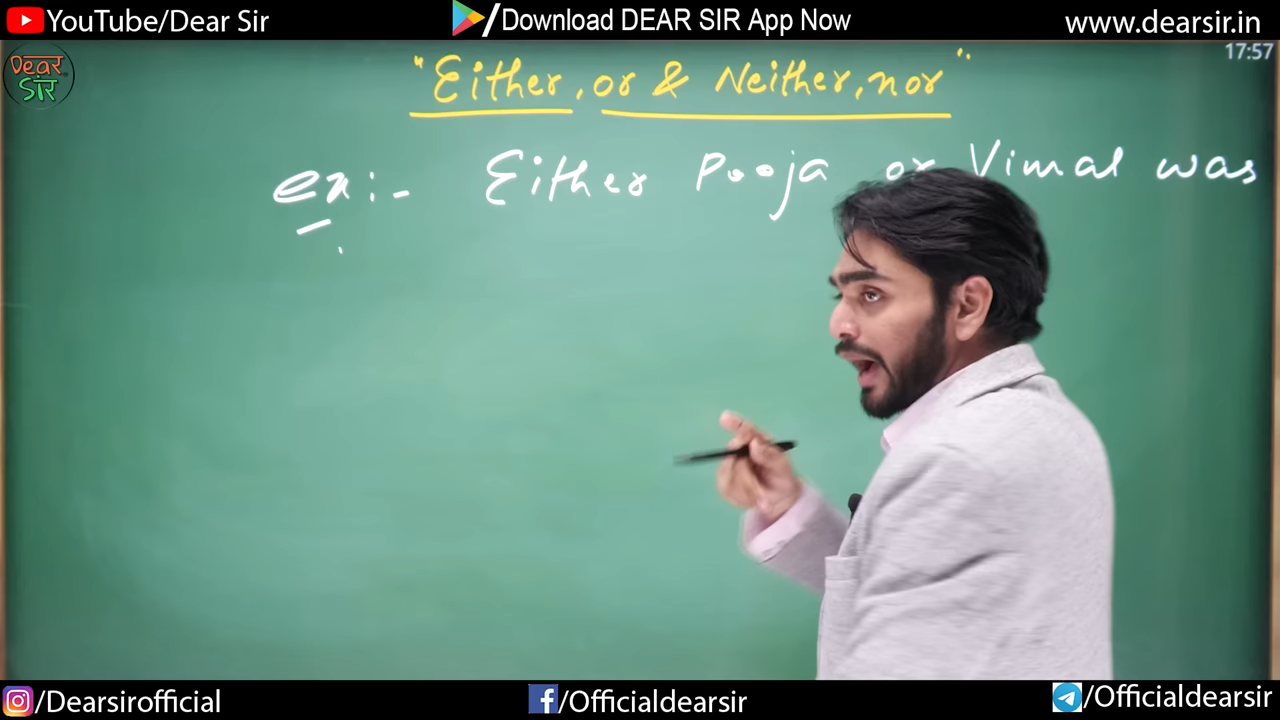 YouTube/Dear Sir
/Download DEAR SIR App Now
www.dearsir.in
17:57
Dear
Sir
"Either, or & Neither, nor"
ex:- Either Pooja or Vimal was
/Dearsirofficial
/Officialdearsir
/Officialdearsir